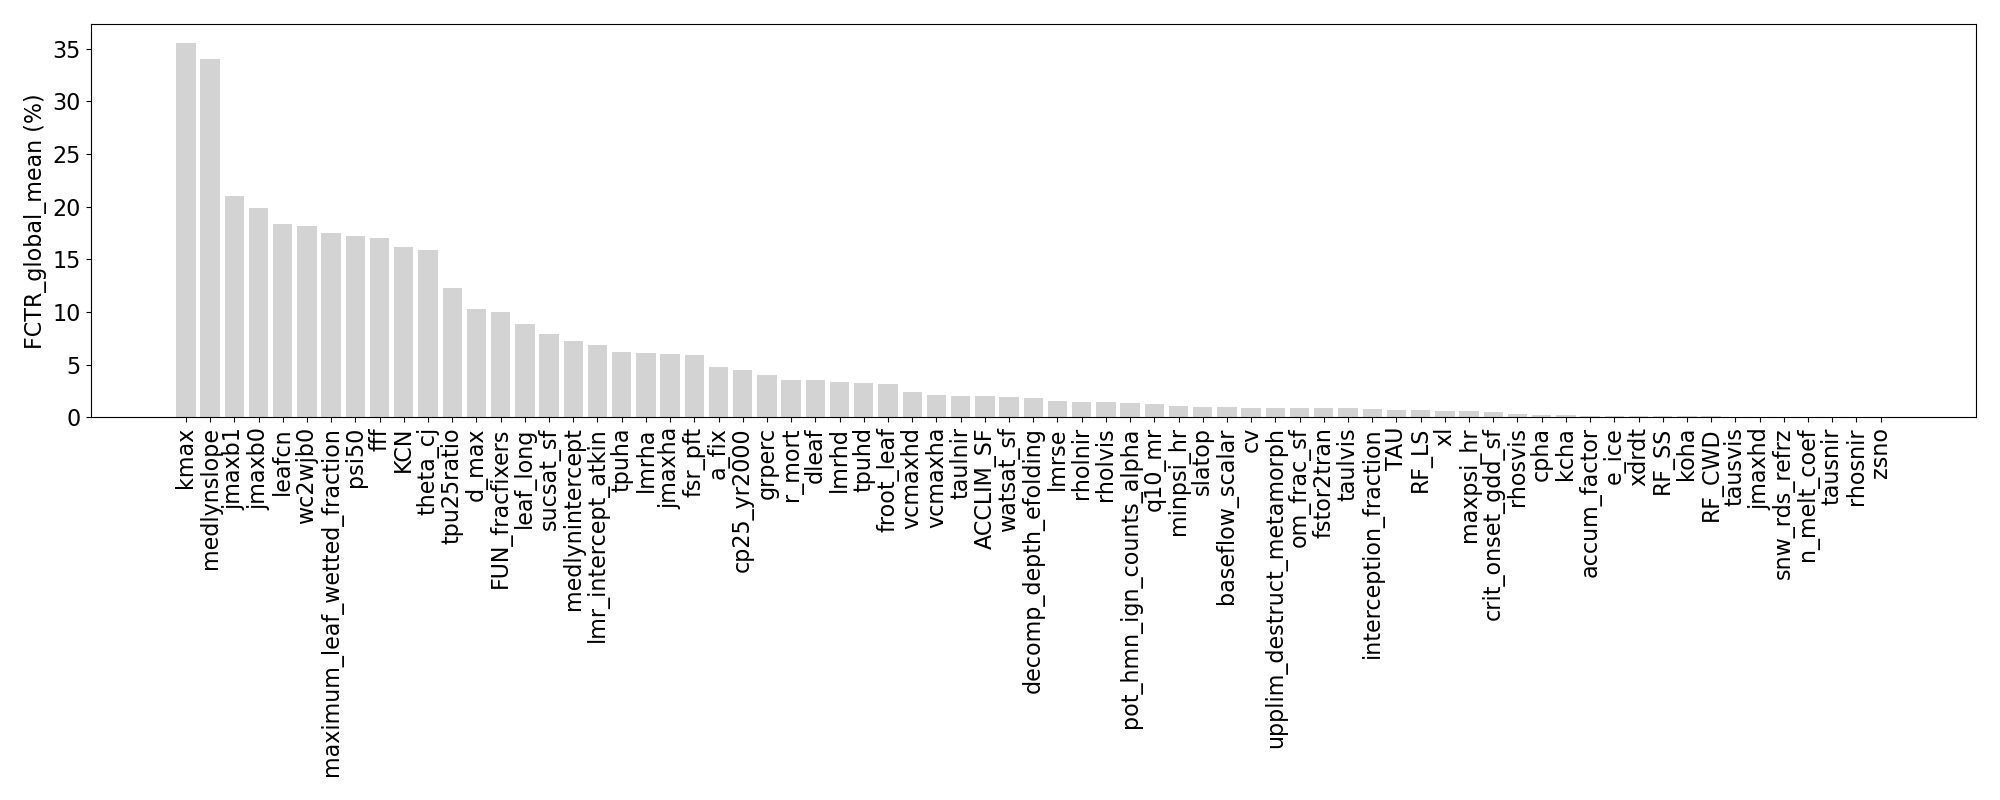 FCTR_global_mean (%)
35
30
25
20
15
10
5
0
kmax
medlynslope
jmaxb1
jmaxb0
leafcn
wc2wjb0
maximum_leaf_wetted_fraction
psi50
fff
KCN
theta_cj
tpu25ratio
d_max
FUN_fracfixers
leaf_long
sucsat_sf
medlynintercept
lmr_intercept_atkin
tpuha
lmrha
jmaxha
fsr_pft
a_fix
cp25_yr2000
grperc
r_mort
dleaf
lmrhd
tpuhd
froot_leaf
vcmaxhd
vcmaxha
taulnir
ACCLIM_SF
watsat_sf
decomp_depth_efolding
lmrse
rholnir
rholvis
pot_hmn_ign_counts_alpha
q10_mr
minpsi_hr
slatop
baseflow_scalar
cv
upplim_destruct_metamorph
om_frac_sf
fstor2tran
taulvis
interception_fraction
TAU
RF_LS
xl
maxpsi_hr
crit_onset_gdd_sf
rhosvis
cpha
kcha
accum_factor
e_ice
xdrdt
RF_SS
koha
RF_CWD
tausvis
jmaxhd
snw_rds_refrz
n_melt_coef
tausnir
rhosnir
zsno